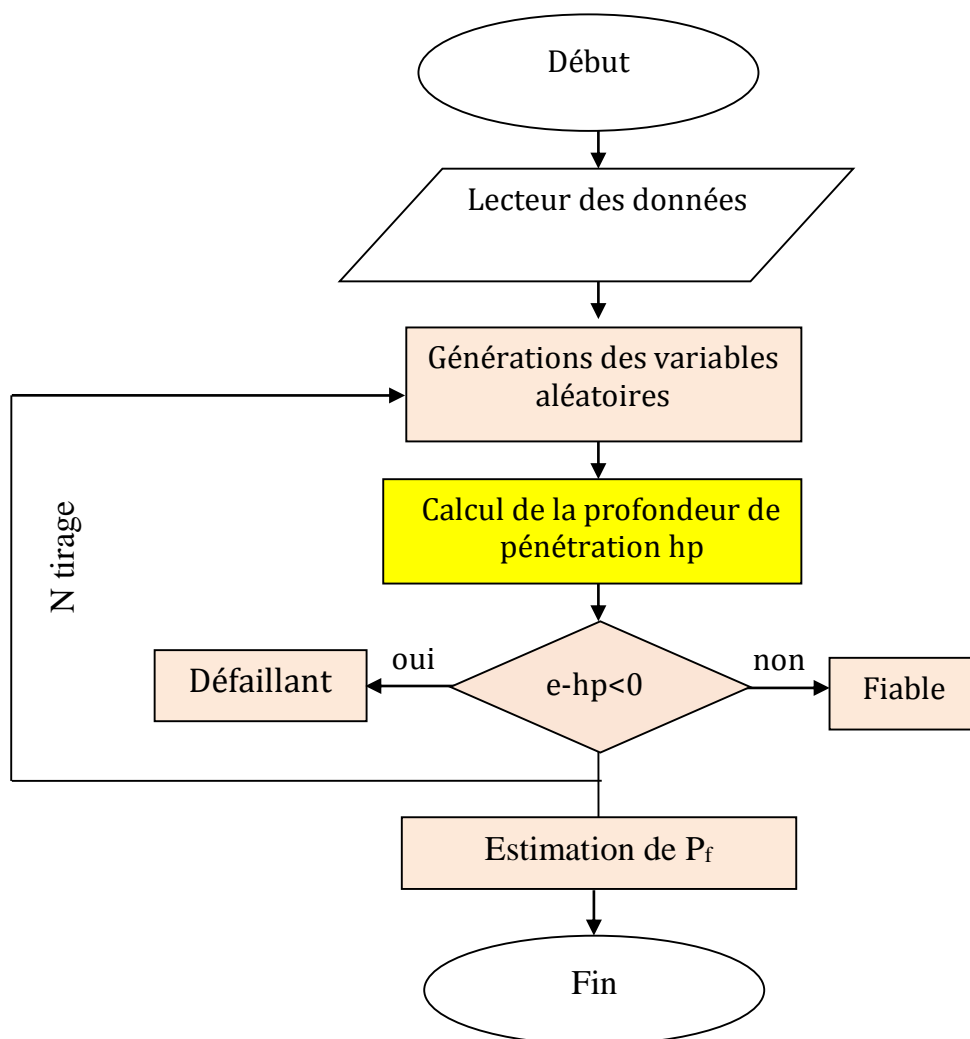 Début
Lecteur des données
Générations des variables
aléatoires
Calcul de la profondeur de
pénétration hp
N tirage
oui
non
Défaillant
e-hp<0
Fiable
Estimation de Pf
Fin